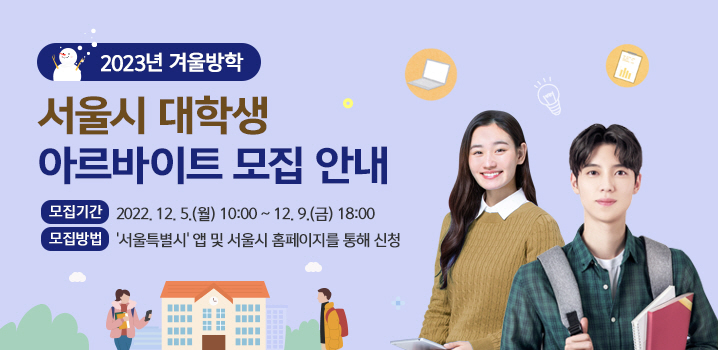 2023년 겨울방학
서울시 대학생
아르바이트 모집 안내
모집기간 2022. 12. 5.(월) 10:00 ~ 12. 9.(금) 18:00
모집방법 '서울특별시' 앱 및 서울시 홈페이지를 통해 신청